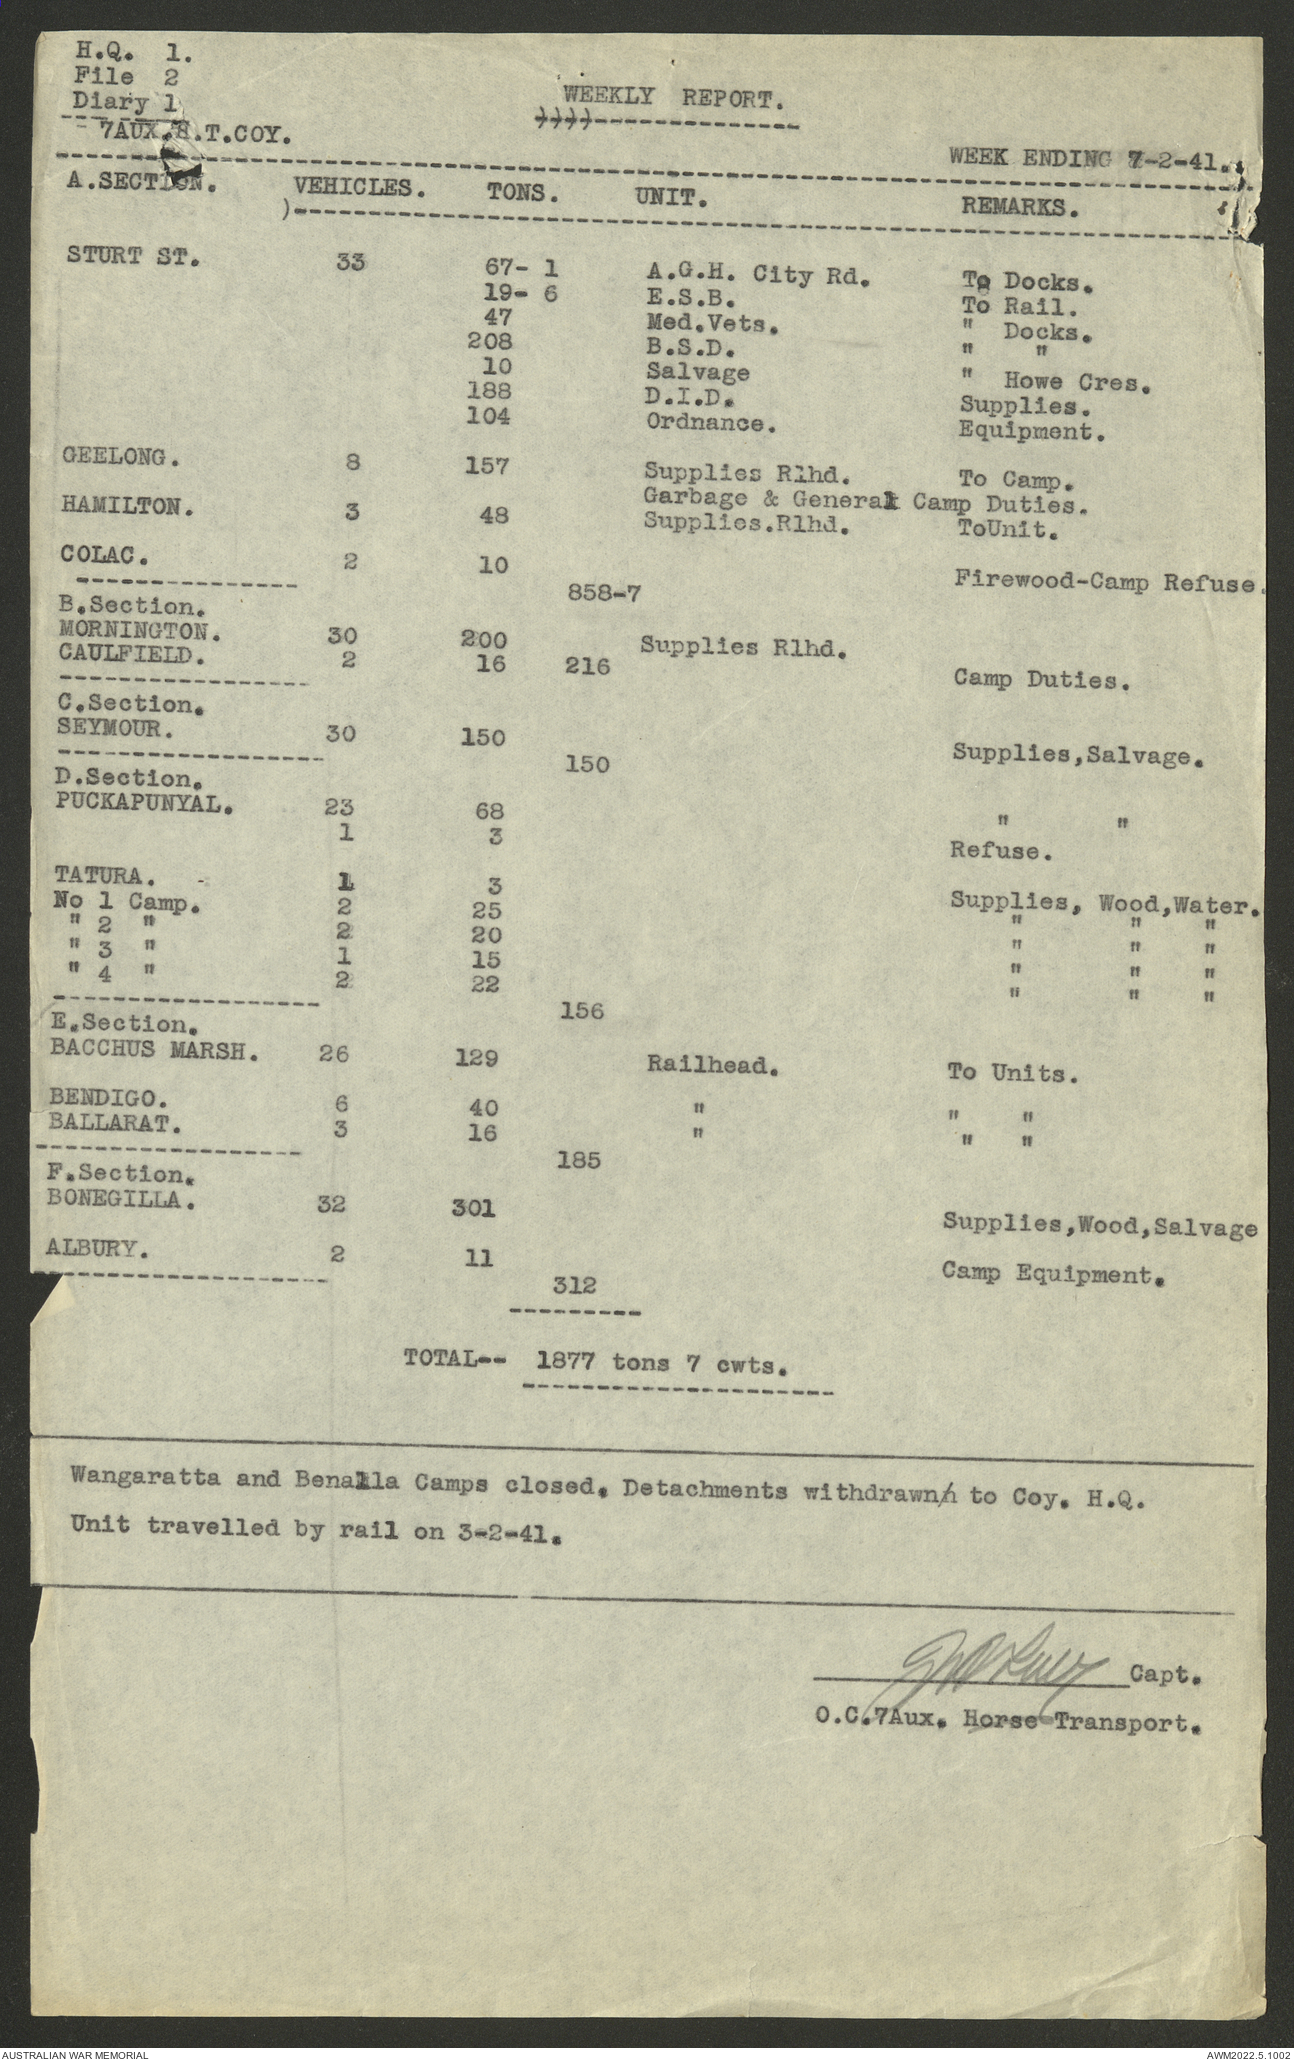 H.Q. 1.
File 2
Diary 1
WEEKLY REPORT.
7AUX.H.T.COY.
WEEK ENDING 7-2-41.
A.SECTION. VEHICLES. TONS. UNIT. REMARKS.
STURT ST. 33 67- 1 A.G.H. City Rd. To Docks.
19- 6 E.S.B. To Rail.
47 Med.Vets. " Docks.
208 B.S.D. " "
10 Salvage " Howe Cres.
188 D.I.D. Supplies.
104 Ordnance. Equipment.
GEELONG. 8 157 Supplies Rlhd. To Camp.
Garbage & General Camp Duties.
HAMILTON. 3 48 Supplies.Rlhd. ToUnit.
COLAC. 2 10 Firewood-Camp Refuse.
858-7
B.Section.
MORNINGTON. 30 200 Supplies Rlhd.
CAULFIELD. 2 16 216 Camp Duties.
C.Section.
SEYMOUR. 30 150 Supplies,Salvage.
150
D.Section.
PUCKAPUNYAL. 23 68 " "
1 3 Refuse.
TATURA. - 1 3 Supplies, Wood,Water.
No 1 Camp. 2 25 " " "
" 2 " 2 20 " " "
" 3 " 1 15 " " "
" 4 " 2 22 " " "
156
E.Section.
BACCHUS MARSH. 26 129 Railhead. To Units.
BENDIGO. 6 40 " " "
BALLARAT. 3 16 " " "
185
F.Section.
BONEGILLA. 32 301 Supplies,Wood,Salvage
ALBURY. 2 11 Camp Equipment.
312
TOTAL-- 1877 tons 7 cwts.
Wangaratta and Benalla Camps closed. Detachments withdrawn to Coy. H.Q.
Unit travelled by rail on 3-2-41.
Capt.
O.C.7Aux. Horse Transport.
AUSTRALIAN WAR MEMORIAL
AWM2022.5.1002